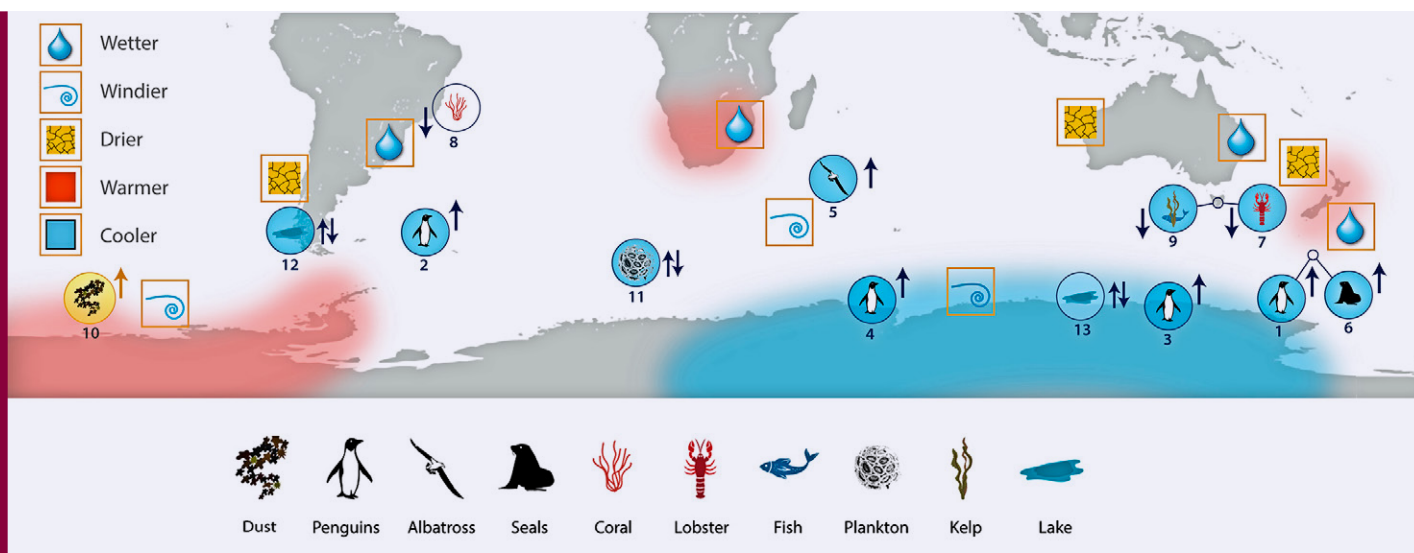 Wetter
Windier
Drier
Warmer
Cooler
8
5
12
2
9
7
11
10
4
13
3
1
6
Dust Penguins Albatross Seals Coral Lobster Fish Plankton Kelp Lake